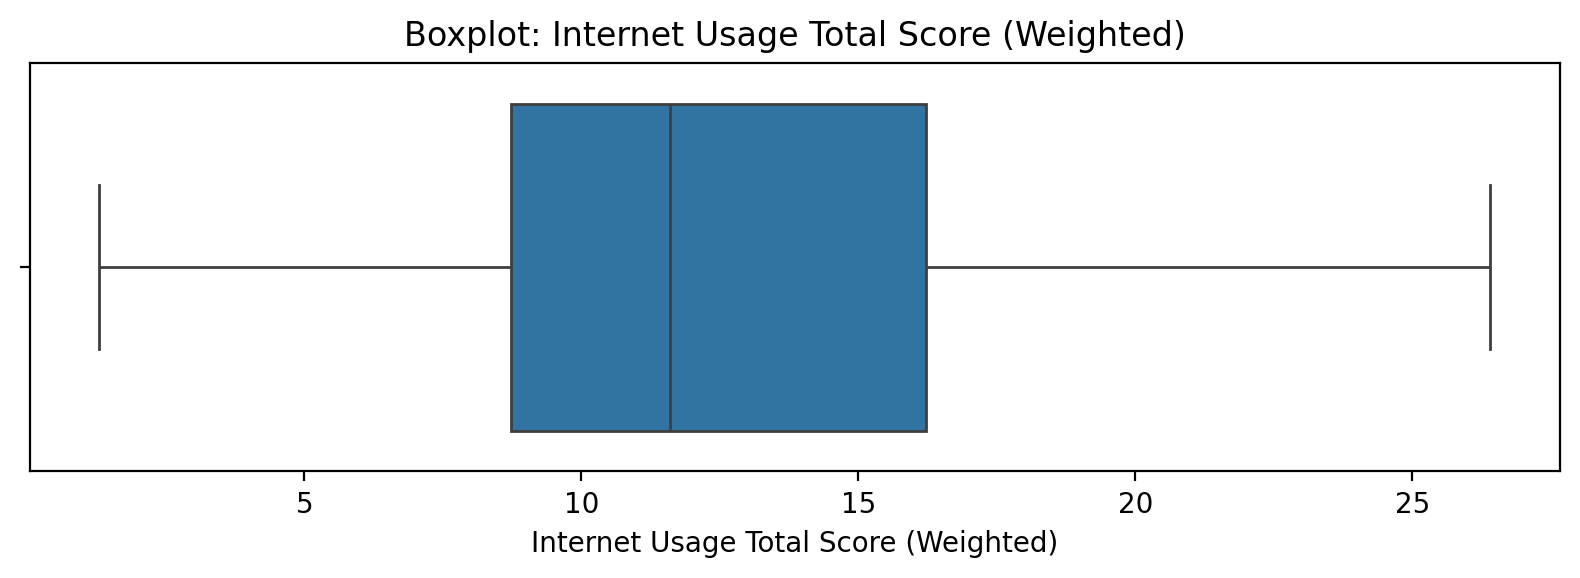 Boxplot: Internet Usage Total Score (Weighted)
5 10 15 20 25
Internet Usage Total Score (Weighted)